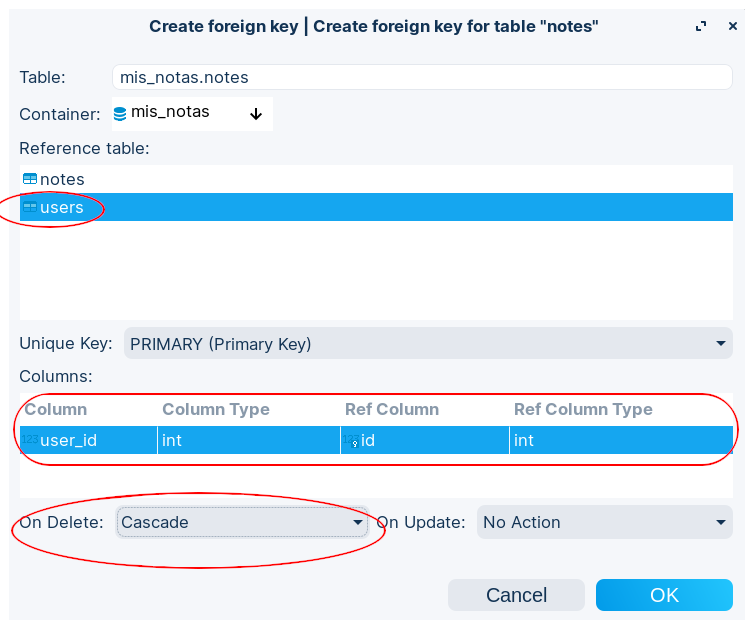 Create foreign key | Create foreign key for table "notes"
Table: mis_notas.notes
Container: mis_notas
Reference table:
notes
users
Unique Key: PRIMARY (Primary Key)
Columns:
Column Column Type Ref Column Ref Column Type
123 user_id int id int
On Delete: Cascade On Update: No Action
Cancel OK